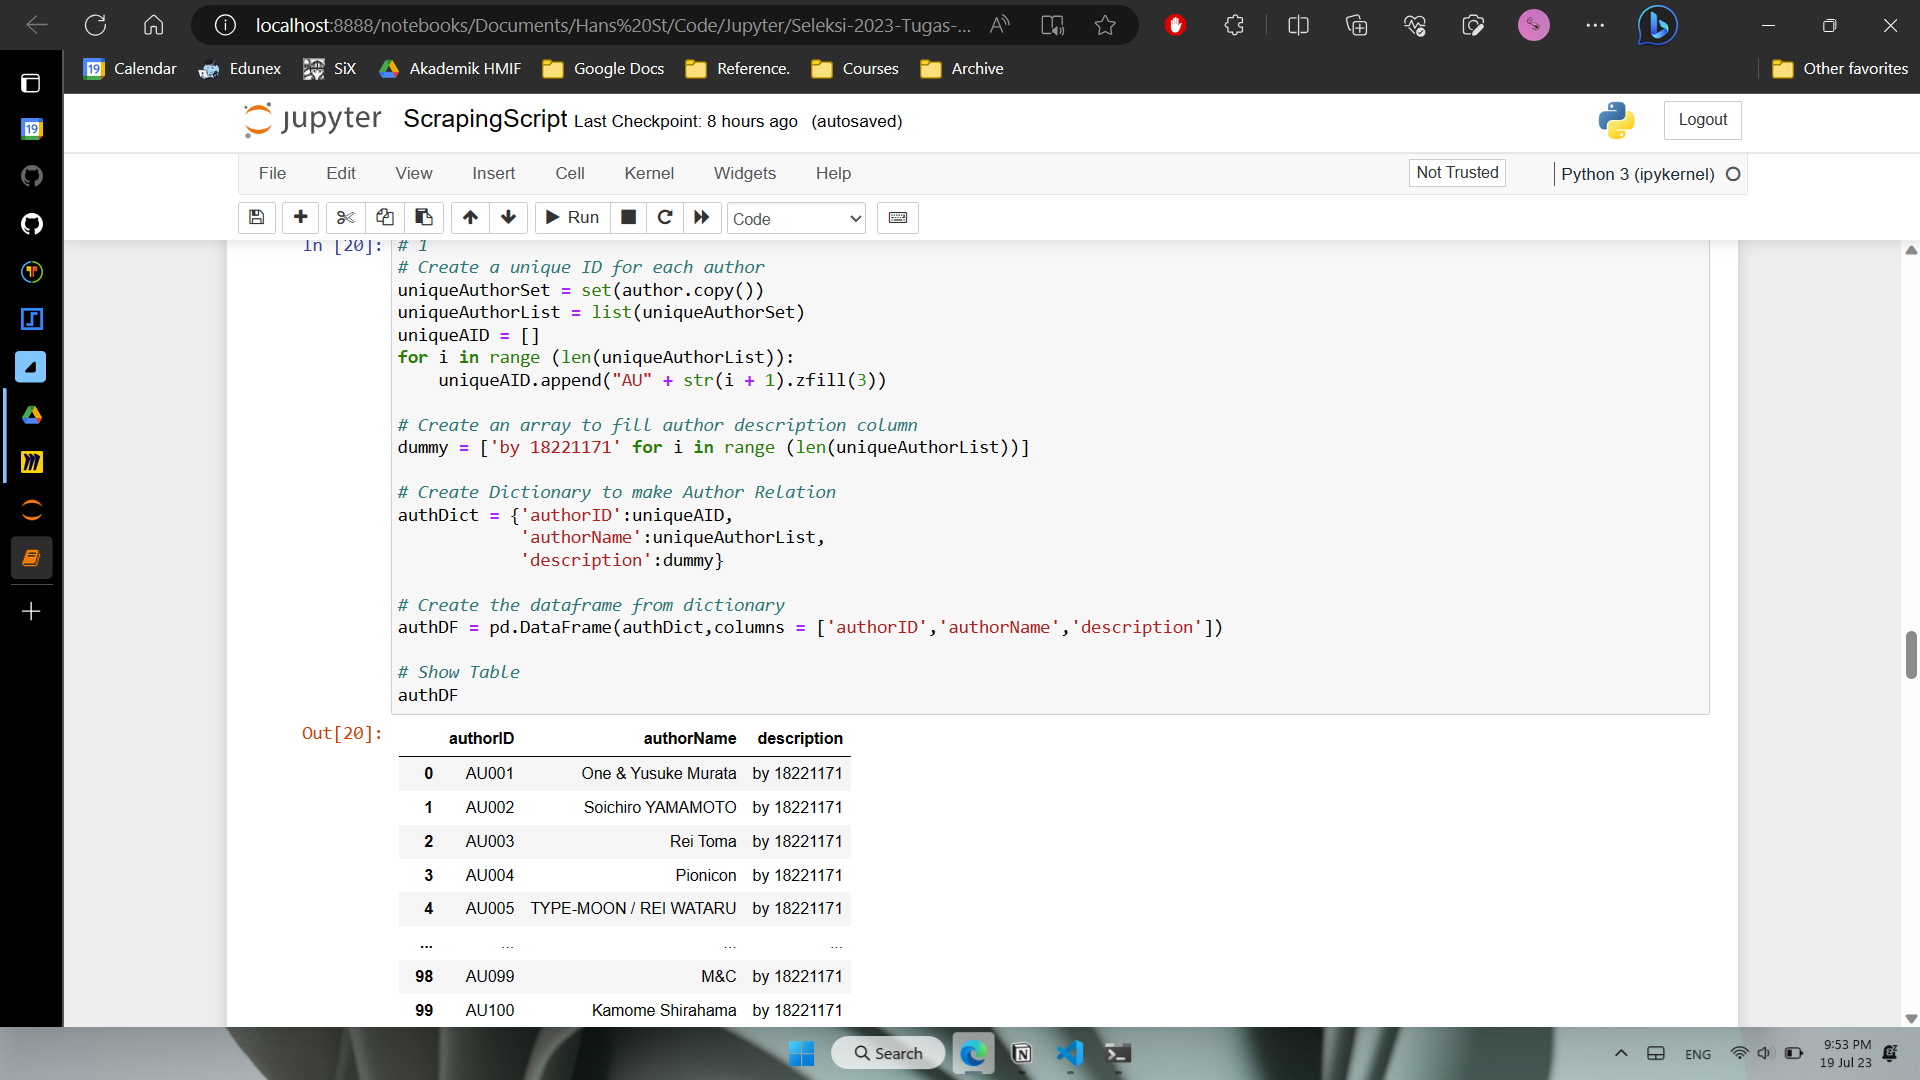 localhost:8888/notebooks/Documents/Hans%20St/Code/Jupyter/Seleksi-2023-Tugas-...
19 Calendar Edunex SiX Akademik HMIF Google Docs Reference. Courses Archive Other favorites
19
jupyter ScrapingScript Last Checkpoint: 8 hours ago (autosaved) Logout
File Edit View Insert Cell Kernel Widgets Help Not Trusted Python 3 (ipykernel)
Run Code
In [20]: # 1
# Create a unique ID for each author
uniqueAuthorSet = set(author.copy())
uniqueAuthorList = list(uniqueAuthorSet)
uniqueAID = []
for i in range (len(uniqueAuthorList)):
    uniqueAID.append("AU" + str(i + 1).zfill(3))
# Create an array to fill author description column
dummy = ['by 18221171' for i in range (len(uniqueAuthorList))]
# Create Dictionary to make Author Relation
authDict = {'authorID':uniqueAID,
            'authorName':uniqueAuthorList,
            'description':dummy}
# Create the dataframe from dictionary
authDF = pd.DataFrame(authDict,columns = ['authorID','authorName','description'])
# Show Table
authDF
Out[20]:
authorID authorName description
0 AU001 One & Yusuke Murata by 18221171
1 AU002 Soichiro YAMAMOTO by 18221171
2 AU003 Rei Toma by 18221171
3 AU004 Pionicon by 18221171
4 AU005 TYPE-MOON / REI WATARU by 18221171
... ... ... ...
98 AU099 M&C by 18221171
99 AU100 Kamome Shirahama by 18221171
Search
ENG
9:53 PM
19 Jul 23